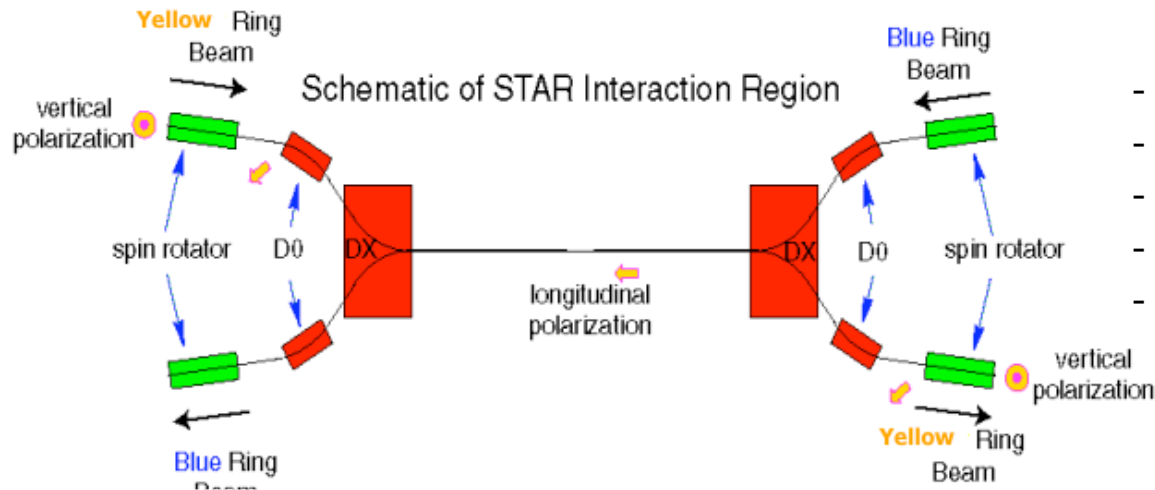 Yellow Ring
Beam
Blue Ring
Beam
Schematic of STAR Interaction Region
vertical
polarization
spin rotator
D0
DX
longitudinal
polarization
DX
D0
spin rotator
vertical
polarization
Blue Ring
Beam
Yellow Ring
Beam
-
-
-
-